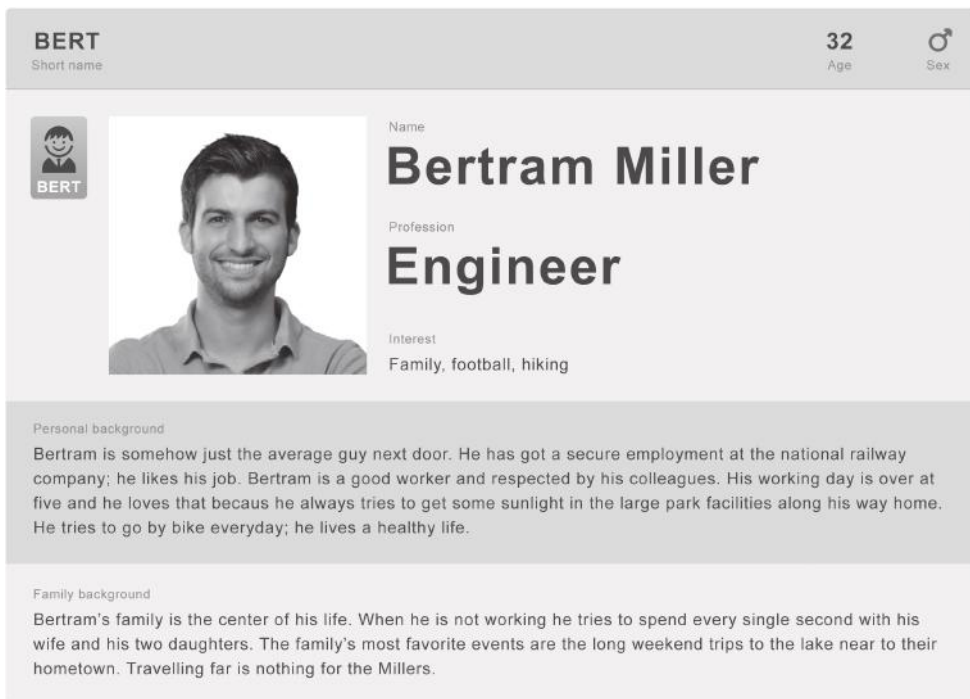 BERT
Short name
32
Age
Sex
BERT
Name
Bertram Miller
Profession
Engineer
Interest
Family, football, hiking
Personal background
Bertram is somehow just the average guy next door. He has got a secure employment at the national railway
company; he likes his job. Bertram is a good worker and respected by his colleagues. His working day is over at
five and he loves that becaus he always tries to get some sunlight in the large park facilities along his way home.
He tries to go by bike everyday; he lives a healthy life.
Family background
Bertram’s family is the center of his life. When he is not working he tries to spend every single second with his
wife and his two daughters. The family’s most favorite events are the long weekend trips to the lake near to their
hometown. Travelling far is nothing for the Millers.